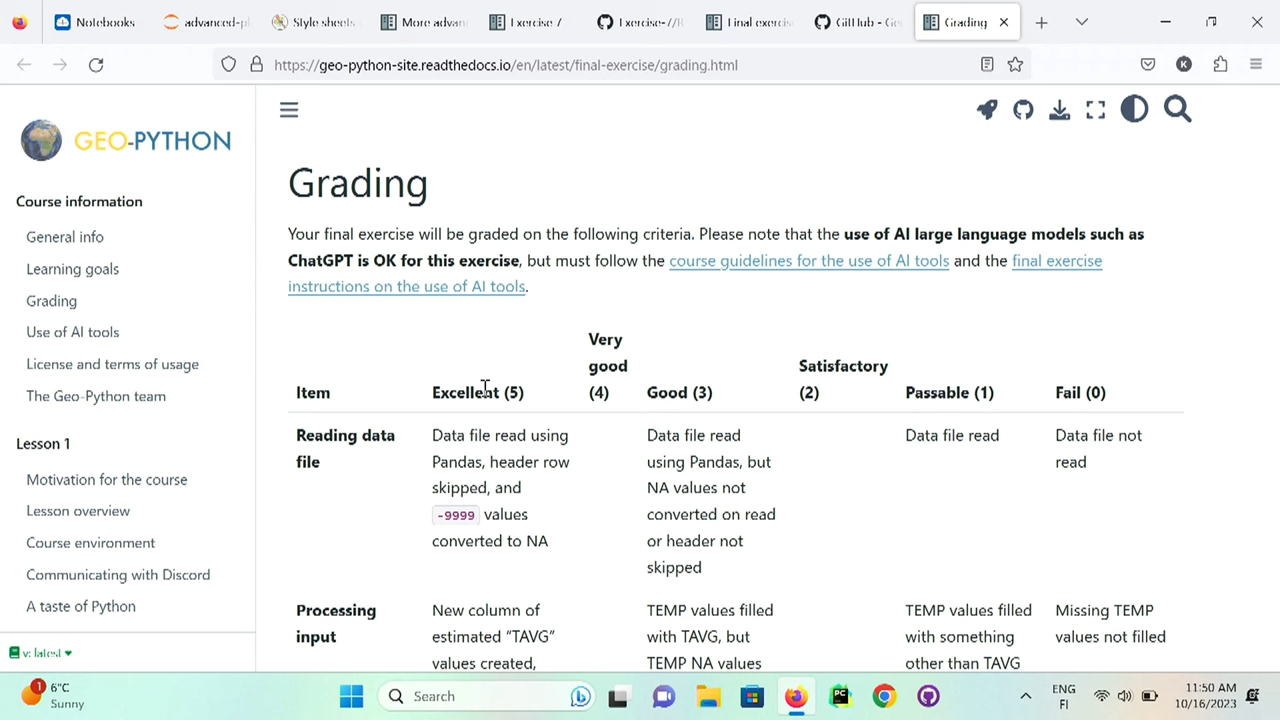 Notebooks
advanced-pl
Style sheets
More advan
Exercise 7
Final exercis
GitHub - Ge
Grading
https://geo-python-site.readthedocs.io/en/latest/final-exercise/grading.html
K
GEO-PYTHON
Course information
General info
Learning goals
Grading
Use of AI tools
License and terms of usage
The Geo-Python team
Lesson 1
Motivation for the course
Lesson overview
Course environment
Communicating with Discord
A taste of Python
v: latest
Grading
Your final exercise will be graded on the following criteria. Please note that the use of AI large language models such as
ChatGPT is OK for this exercise, but must follow the course guidelines for the use of AI tools and the final exercise
instructions on the use of AI tools.
Item Excellent (5) Very good (4) Good (3) Satisfactory (2) Passable (1) Fail (0)
Reading data file
Data file read using
Pandas, header row
skipped, and
-9999 values
converted to NA
Data file read
using Pandas, but
NA values not
converted on read
or header not
skipped
Data file read
Data file not
read
Processing
input
New column of
estimated “TAVG”
values created,
TEMP values filled
with TAVG, but
TEMP NA values
TEMP values filled
with something
other than TAVG
Missing TEMP
values not filled
1
6°C
Sunny
Search
ENG
FI
11:50 AM
10/16/2023